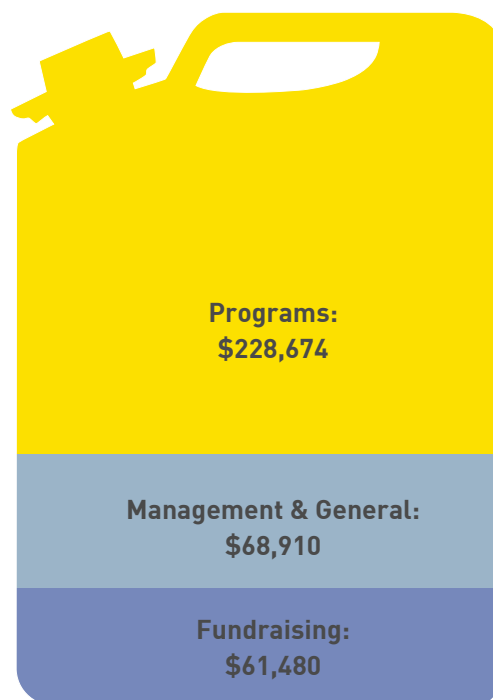 Programs:
$228,674
Management & General:
$68,910
Fundraising:
$61,480